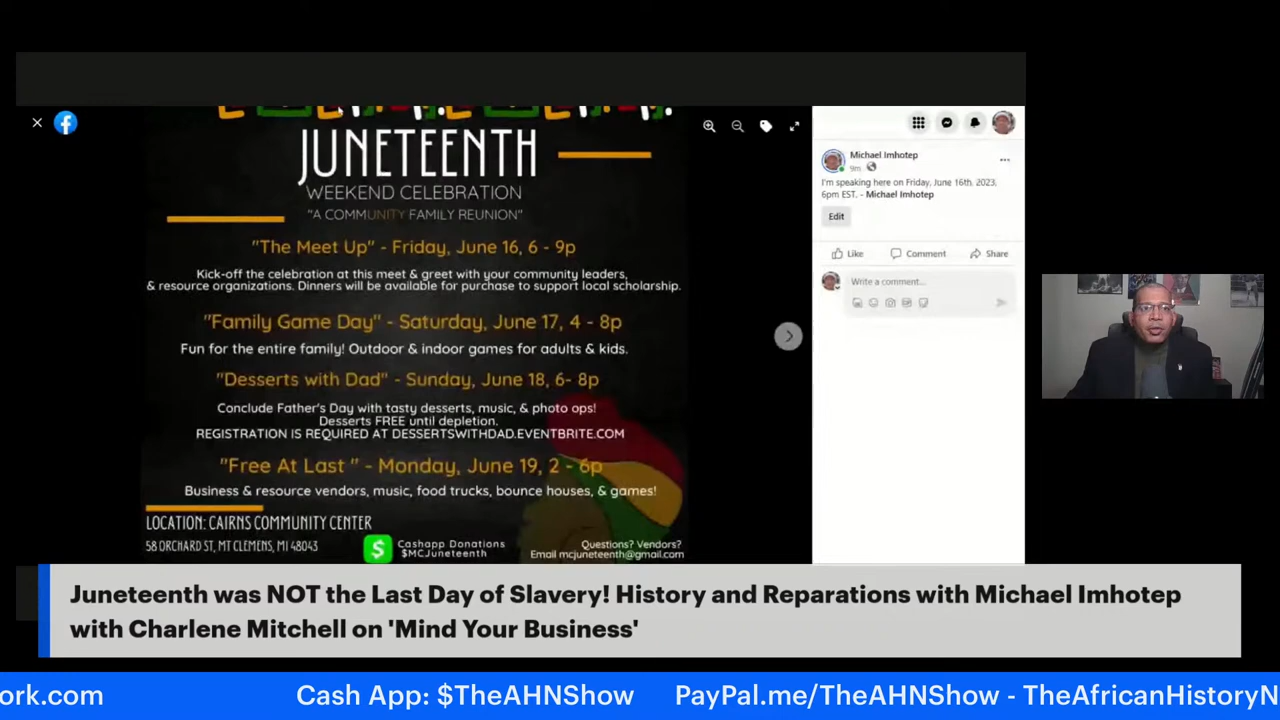 JUNETEENTH
WEEKEND CELEBRATION
"A COMMUNITY FAMILY REUNION"
"The Meet Up" - Friday, June 16, 6 - 9p
Kick-off the celebration at this meet & greet with your community leaders,
& resource organizations. Dinners will be available for purchase to support local scholarship.
"Family Game Day" - Saturday, June 17, 4 - 8p
Fun for the entire family! Outdoor & indoor games for adults & kids.
"Desserts with Dad" - Sunday, June 18, 6- 8p
Conclude Father's Day with tasty desserts, music, & photo ops!
Desserts FREE until depletion.
REGISTRATION IS REQUIRED AT DESSERTSWITHDAD.EVENTBRITE.COM
"Free At Last " - Monday, June 19, 2 - 6p
Business & resource vendors, music, food trucks, bounce houses, & games!
LOCATION: CAIRNS COMMUNITY CENTER
58 ORCHARD ST, MT CLEMENS, MI 48043
Cashapp Donations
$MCJuneteenth
Questions? Vendors?
Email mcjuneteenth@gmail.com
Michael Imhotep
9m
I'm speaking here on Friday, June 16th, 2023,
6pm EST. - Michael Imhotep
Edit
Like Comment Share
Write a comment...
Juneteenth was NOT the Last Day of Slavery! History and Reparations with Michael Imhotep
with Charlene Mitchell on 'Mind Your Business'
ork.com Cash App: $TheAHNShow PayPal.me/TheAHNShow - TheAfricanHistoryN